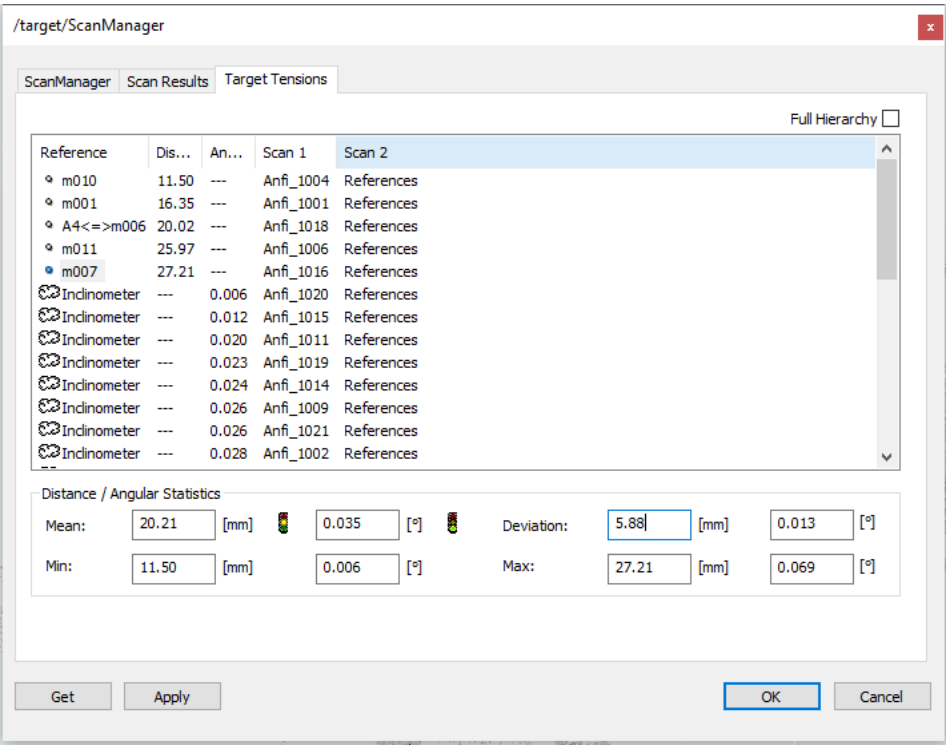 /target/ScanManager
x
ScanManager Scan Results Target Tensions
Full Hierarchy
Reference Dis... An... Scan 1 Scan 2
m010 11.50 --- Anfi_1004 References
m001 16.35 --- Anfi_1001 References
A4<=>m006 20.02 --- Anfi_1018 References
m011 25.97 --- Anfi_1006 References
m007 27.21 --- Anfi_1016 References
Inclinometer --- 0.006 Anfi_1020 References
Inclinometer --- 0.012 Anfi_1015 References
Inclinometer --- 0.020 Anfi_1011 References
Inclinometer --- 0.023 Anfi_1019 References
Inclinometer --- 0.024 Anfi_1014 References
Inclinometer --- 0.026 Anfi_1009 References
Inclinometer --- 0.026 Anfi_1021 References
Inclinometer --- 0.028 Anfi_1002 References
Distance / Angular Statistics
Mean: 20.21 [mm] 0.035 [°] Deviation: 5.88 [mm] 0.013 [°]
Min: 11.50 [mm] 0.006 [°] Max: 27.21 [mm] 0.069 [°]
Get Apply OK Cancel